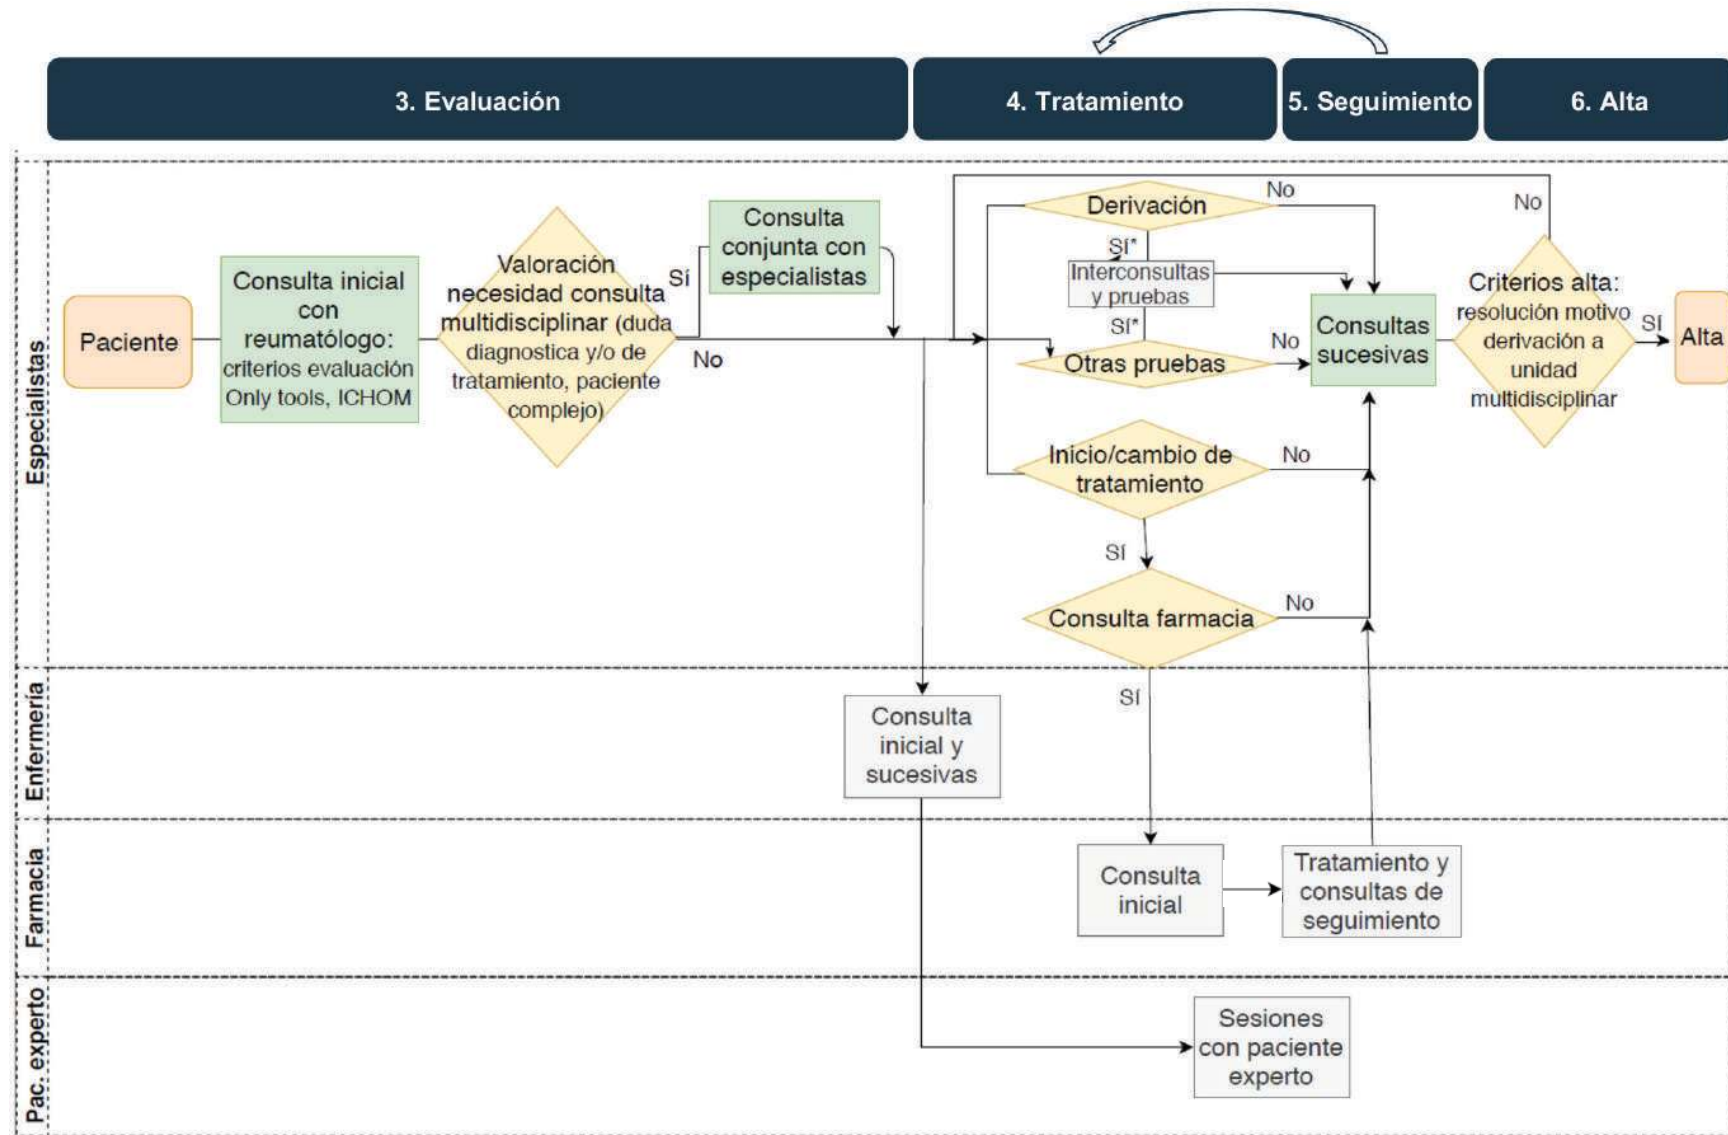 3. Evaluación
4. Tratamiento
5. Seguimiento
6. Alta
Especialistas
Paciente
Consulta inicial
con
reumatólogo:
criterios evaluación
Only tools, ICHOM
Valoración
necesidad consulta
multidisciplinar (duda
diagnostica y/o de
tratamiento, paciente
complejo)
Sí
No
Consulta
conjunta con
especialistas
Derivación
No
Sí*
Interconsultas
y pruebas
Sí*
Otras pruebas
No
Inicio/cambio de
tratamiento
No
Sí
Consulta farmacia
No
Sí
Consultas
sucesivas
No
Criterios alta:
resolución motivo
derivación a
unidad
multidisciplinar
Sí
Alta
Enfermería
Consulta
inicial y
sucesivas
Farmacia
Consulta
inicial
Tratamiento y
consultas de
seguimiento
Pac. experto
Sesiones
con paciente
experto